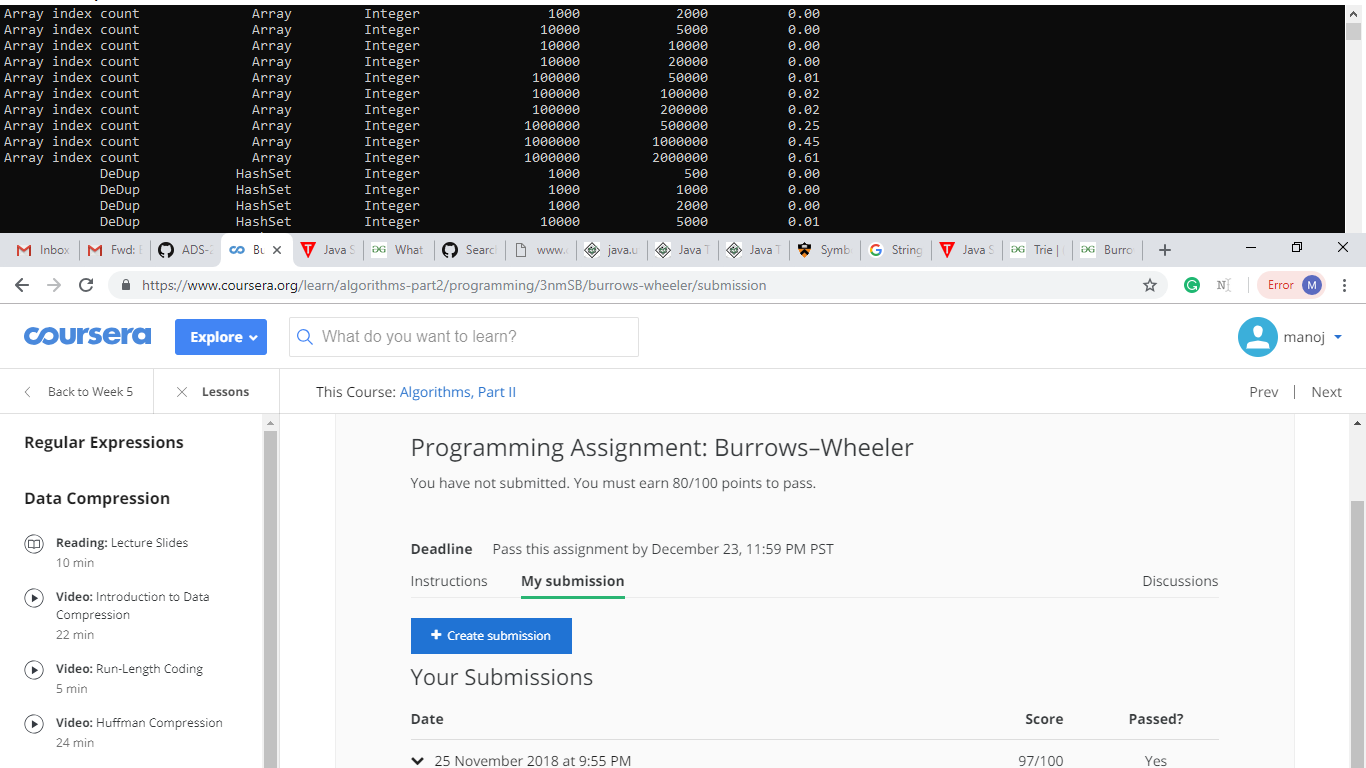 Array index count Array Integer 1000 2000 0.00
Array index count Array Integer 10000 5000 0.00
Array index count Array Integer 10000 10000 0.00
Array index count Array Integer 10000 20000 0.00
Array index count Array Integer 100000 50000 0.01
Array index count Array Integer 100000 100000 0.02
Array index count Array Integer 100000 200000 0.02
Array index count Array Integer 1000000 500000 0.25
Array index count Array Integer 1000000 1000000 0.45
Array index count Array Integer 1000000 2000000 0.61
DeDup HashSet Integer 1000 500 0.00
DeDup HashSet Integer 1000 1000 0.00
DeDup HashSet Integer 1000 2000 0.00
DeDup HashSet Integer 10000 5000 0.01
Inbox Fwd: ADS- Bu Java S What Searc www. java.u Java T Java T Symb String Java S Trie | Burro
https://www.coursera.org/learn/algorithms-part2/programming/3nmSB/burrows-wheeler/submission Error M
coursera Explore What do you want to learn? manoj
Back to Week 5 Lessons This Course: Algorithms, Part II Prev | Next
Regular Expressions
Data Compression
Reading: Lecture Slides
10 min
Video: Introduction to Data
Compression
22 min
Video: Run-Length Coding
5 min
Video: Huffman Compression
24 min
Programming Assignment: Burrows–Wheeler
You have not submitted. You must earn 80/100 points to pass.
Deadline Pass this assignment by December 23, 11:59 PM PST
Instructions My submission Discussions
+ Create submission
Your Submissions
Date Score Passed?
25 November 2018 at 9:55 PM 97/100 Yes